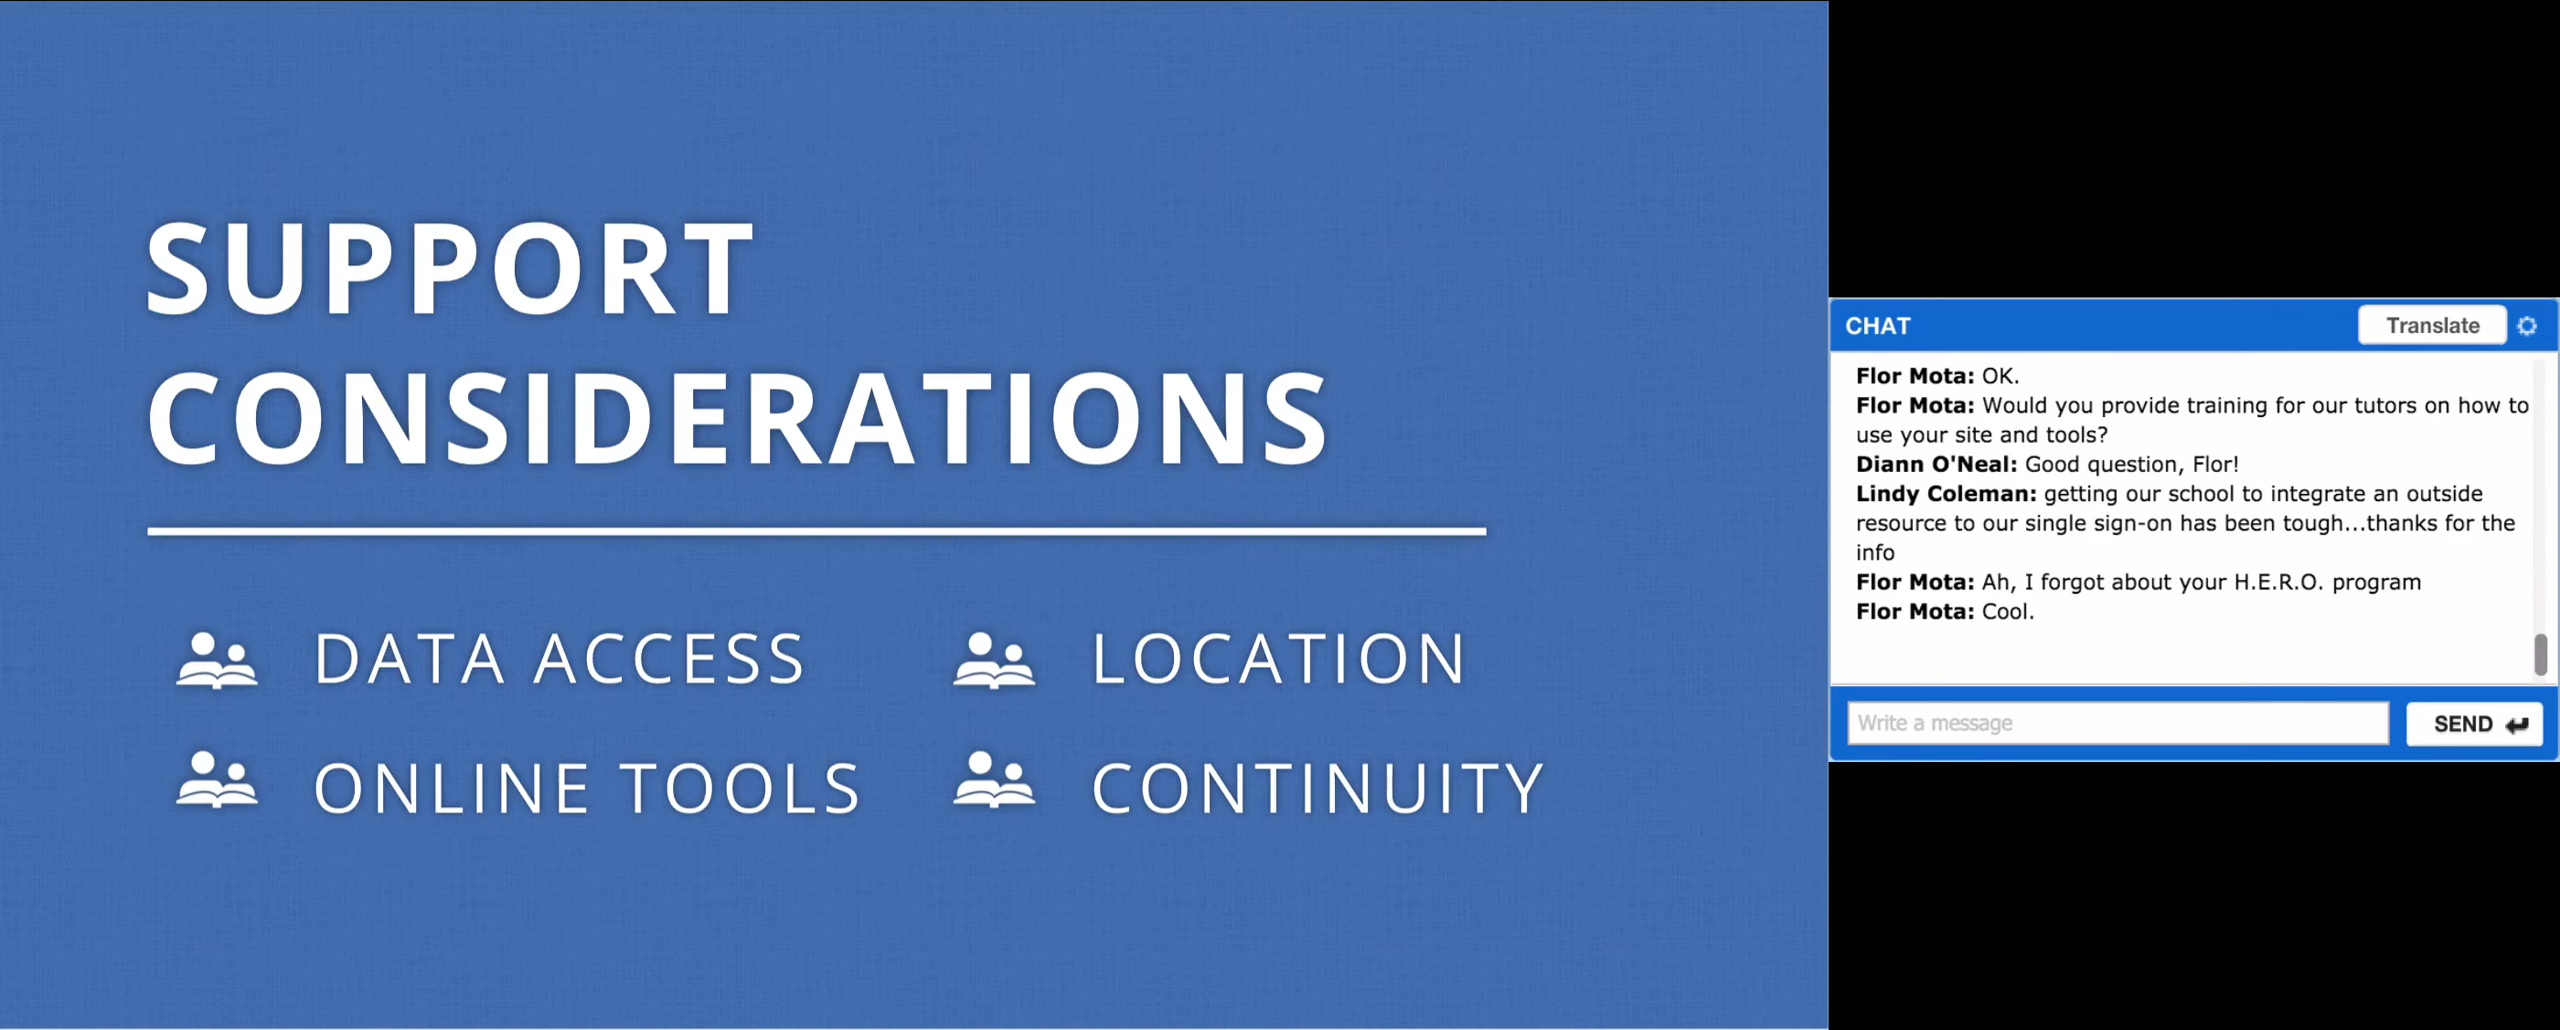 SUPPORT
CONSIDERATIONS
DATA ACCESS
LOCATION
ONLINE TOOLS
CONTINUITY
CHAT
Translate
Flor Mota: OK.
Flor Mota: Would you provide training for our tutors on how to
use your site and tools?
Diann O'Neal: Good question, Flor!
Lindy Coleman: getting our school to integrate an outside
resource to our single sign-on has been tough...thanks for the
info
Flor Mota: Ah, I forgot about your H.E.R.O. program
Flor Mota: Cool.
Write a message
SEND